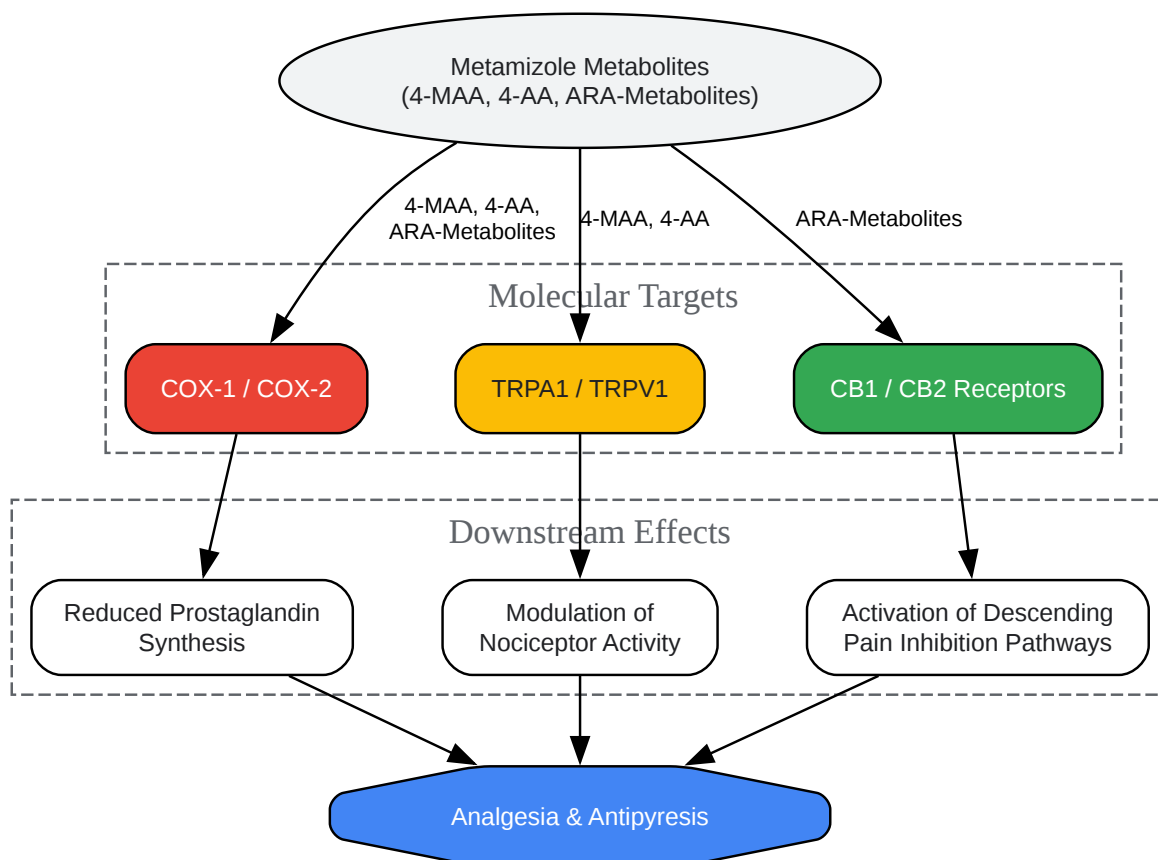 Metamizole Metabolites
(4-MAA, 4-AA, ARA-Metabolites)
4-MAA, 4-AA,
ARA-Metabolites
4-MAA, 4-AA
ARA-Metabolites
Molecular Targets
COX-1 / COX-2
TRPA1 / TRPV1
CB1 / CB2 Receptors
Downstream Effects
Reduced Prostaglandin
Synthesis
Modulation of
Nociceptor Activity
Activation of Descending
Pain Inhibition Pathways
Analgesia & Antipyresis